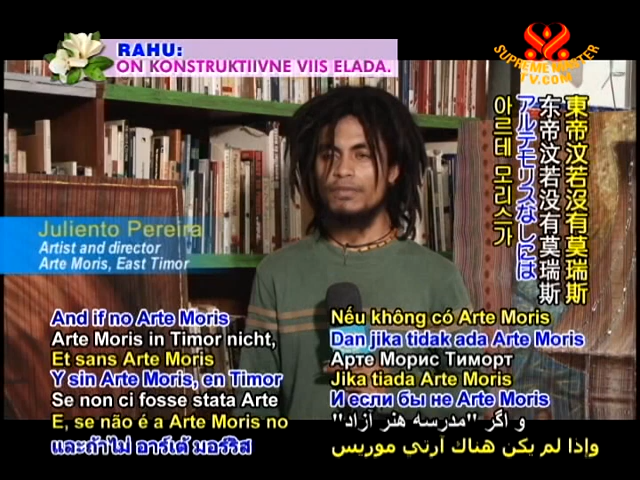 RAHU:
ON KONSTRUKTIIVNE VIIS ELADA.
SUPREME MASTER
TV.COM
東帝汶若沒有莫瑞斯
东帝汶若没有莫瑞斯
アルテモリスなしには
아르테 모리스가
Juliento Pereira
Artist and director
Arte Moris, East Timor
And if no Arte Moris
Arte Moris in Timor nicht,
Et sans Arte Moris
Y sin Arte Moris, en Timor
Se non ci fosse stata Arte
E, se não é a Arte Moris no
และถ้าไม่ อาร์เต้ มอร์ริส
Nếu không có Arte Moris
Dan jika tidak ada Arte Moris
Арте Морис Тиморт
Jika tiada Arte Moris
И если бы не Arte Moris
و اگر "مدرسه هنر آزاد"
وإذا لم يكن هناك آرتي موريس